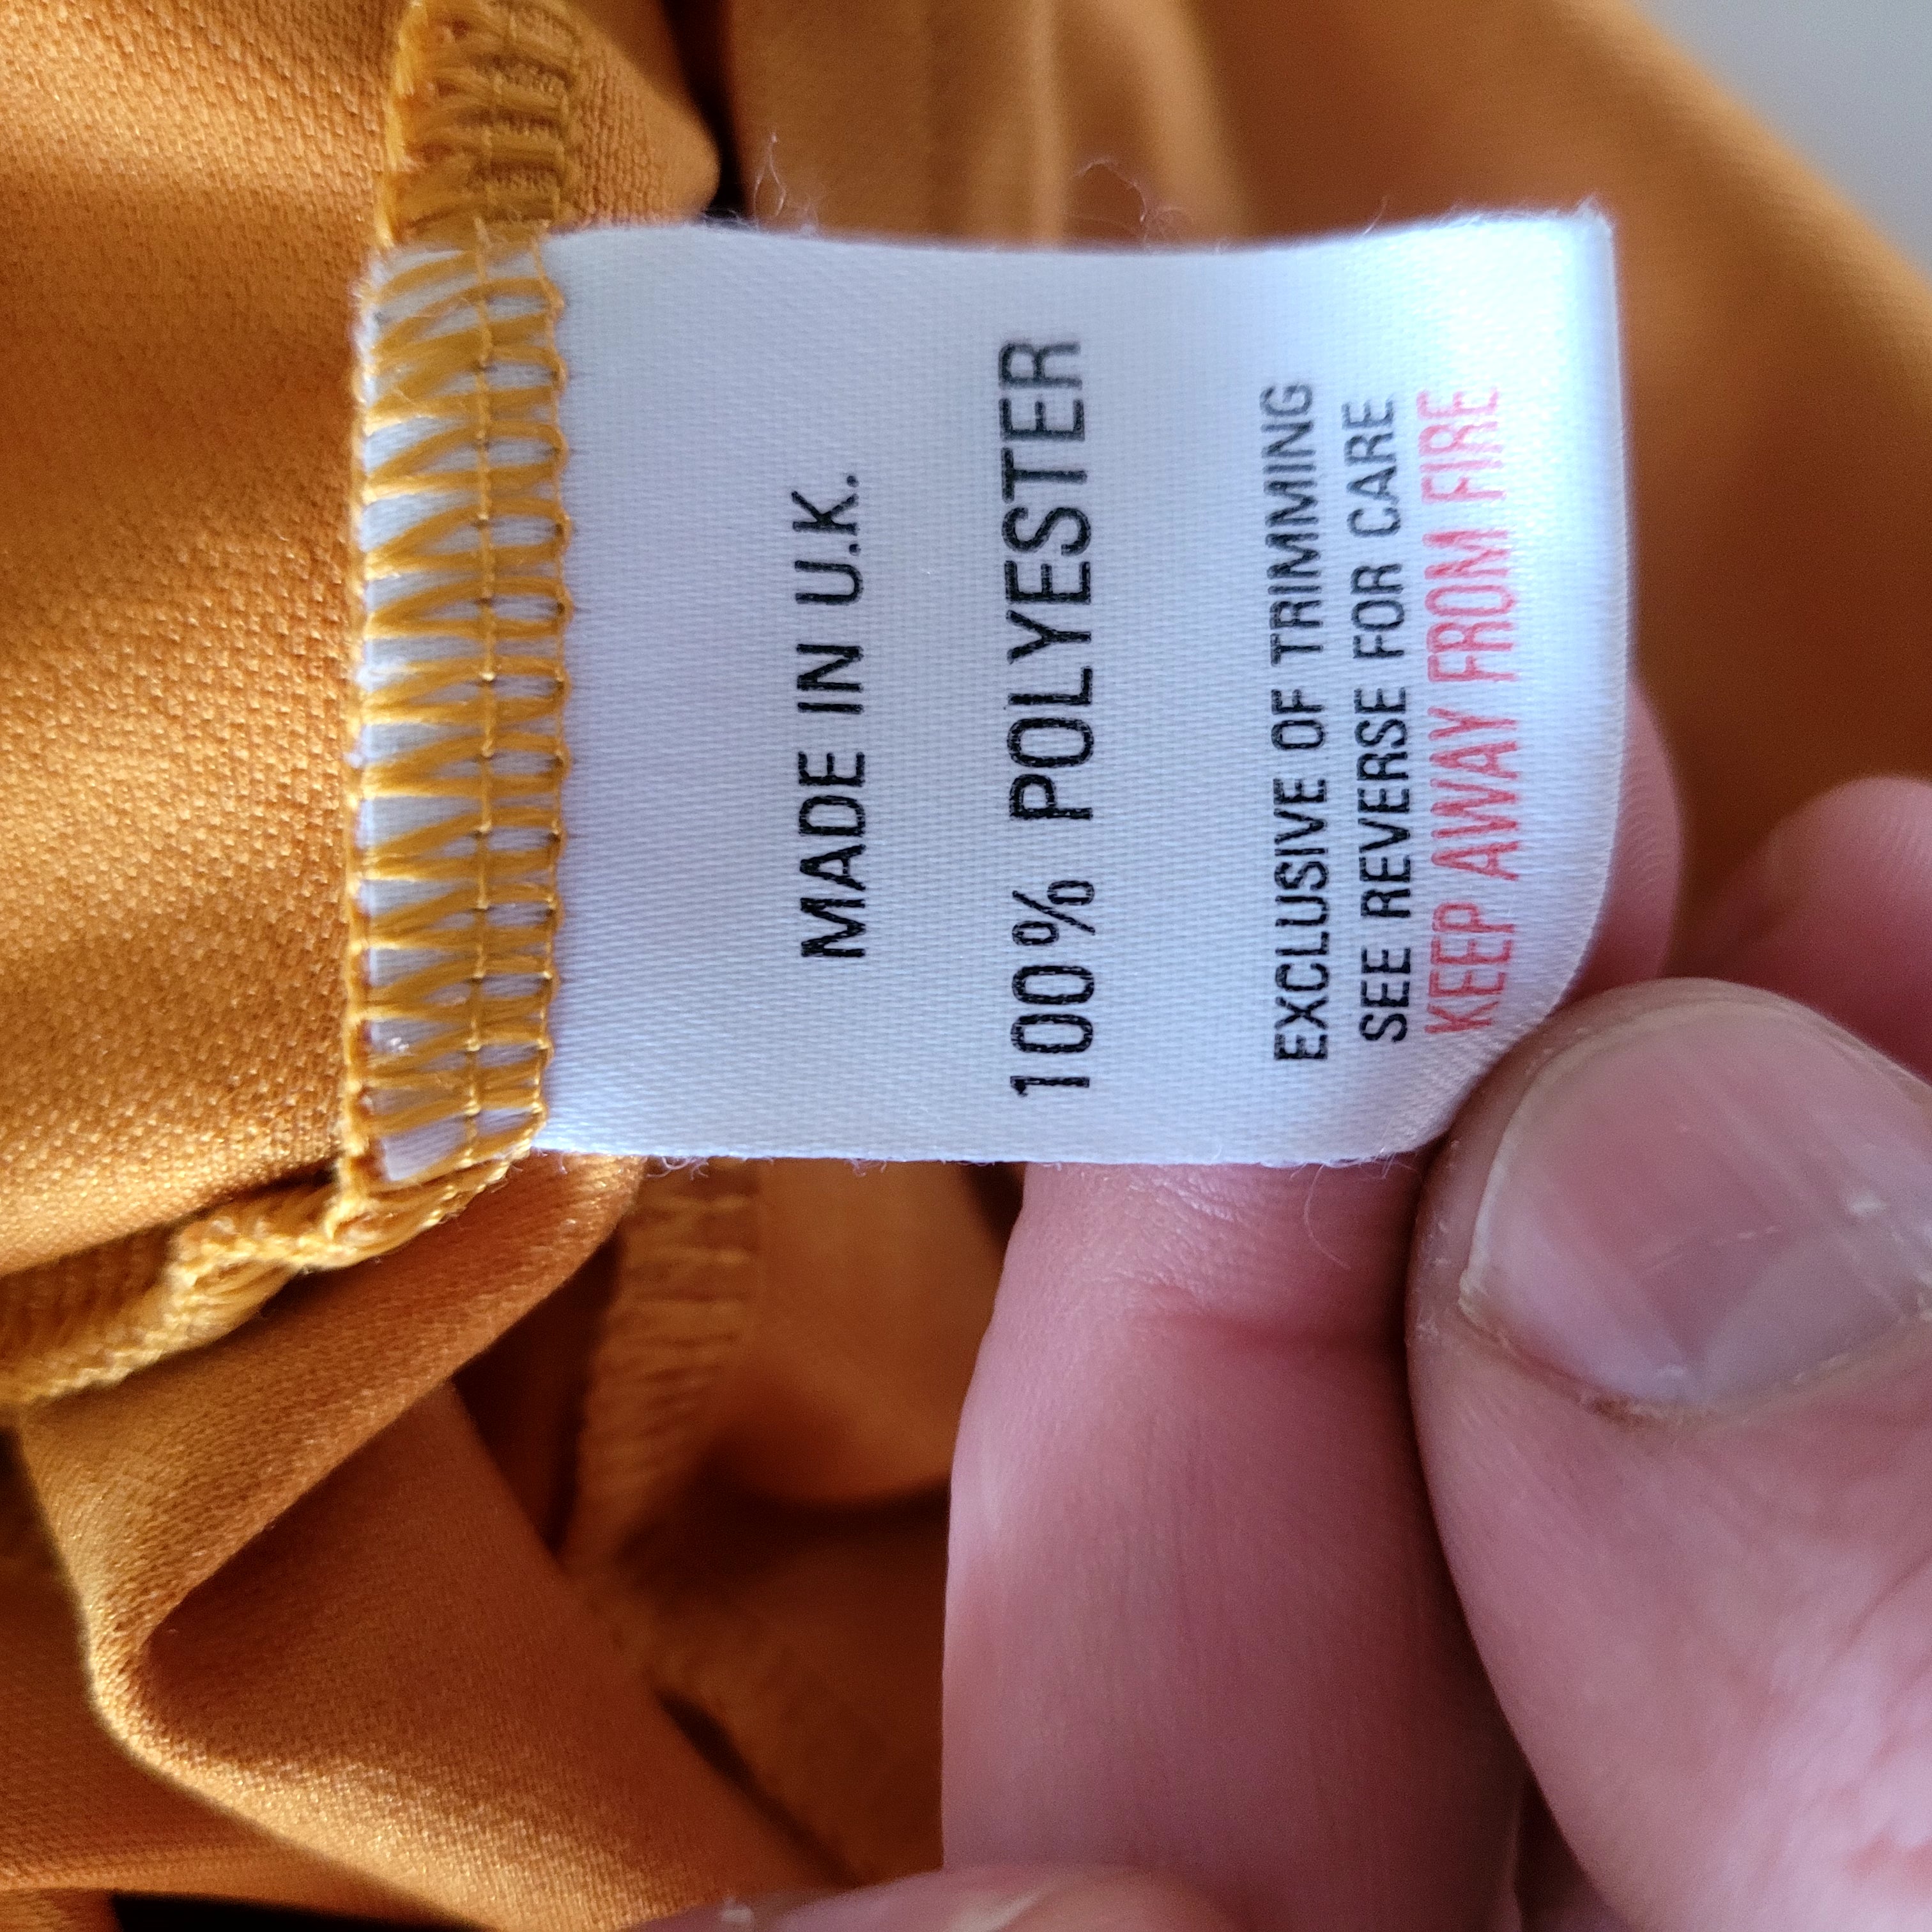 MADE IN U.K.
100% POLYESTER
EXCLUSIVE OF TRIMMING
SEE REVERSE FOR CARE
KEEP AWAY FROM FIRE